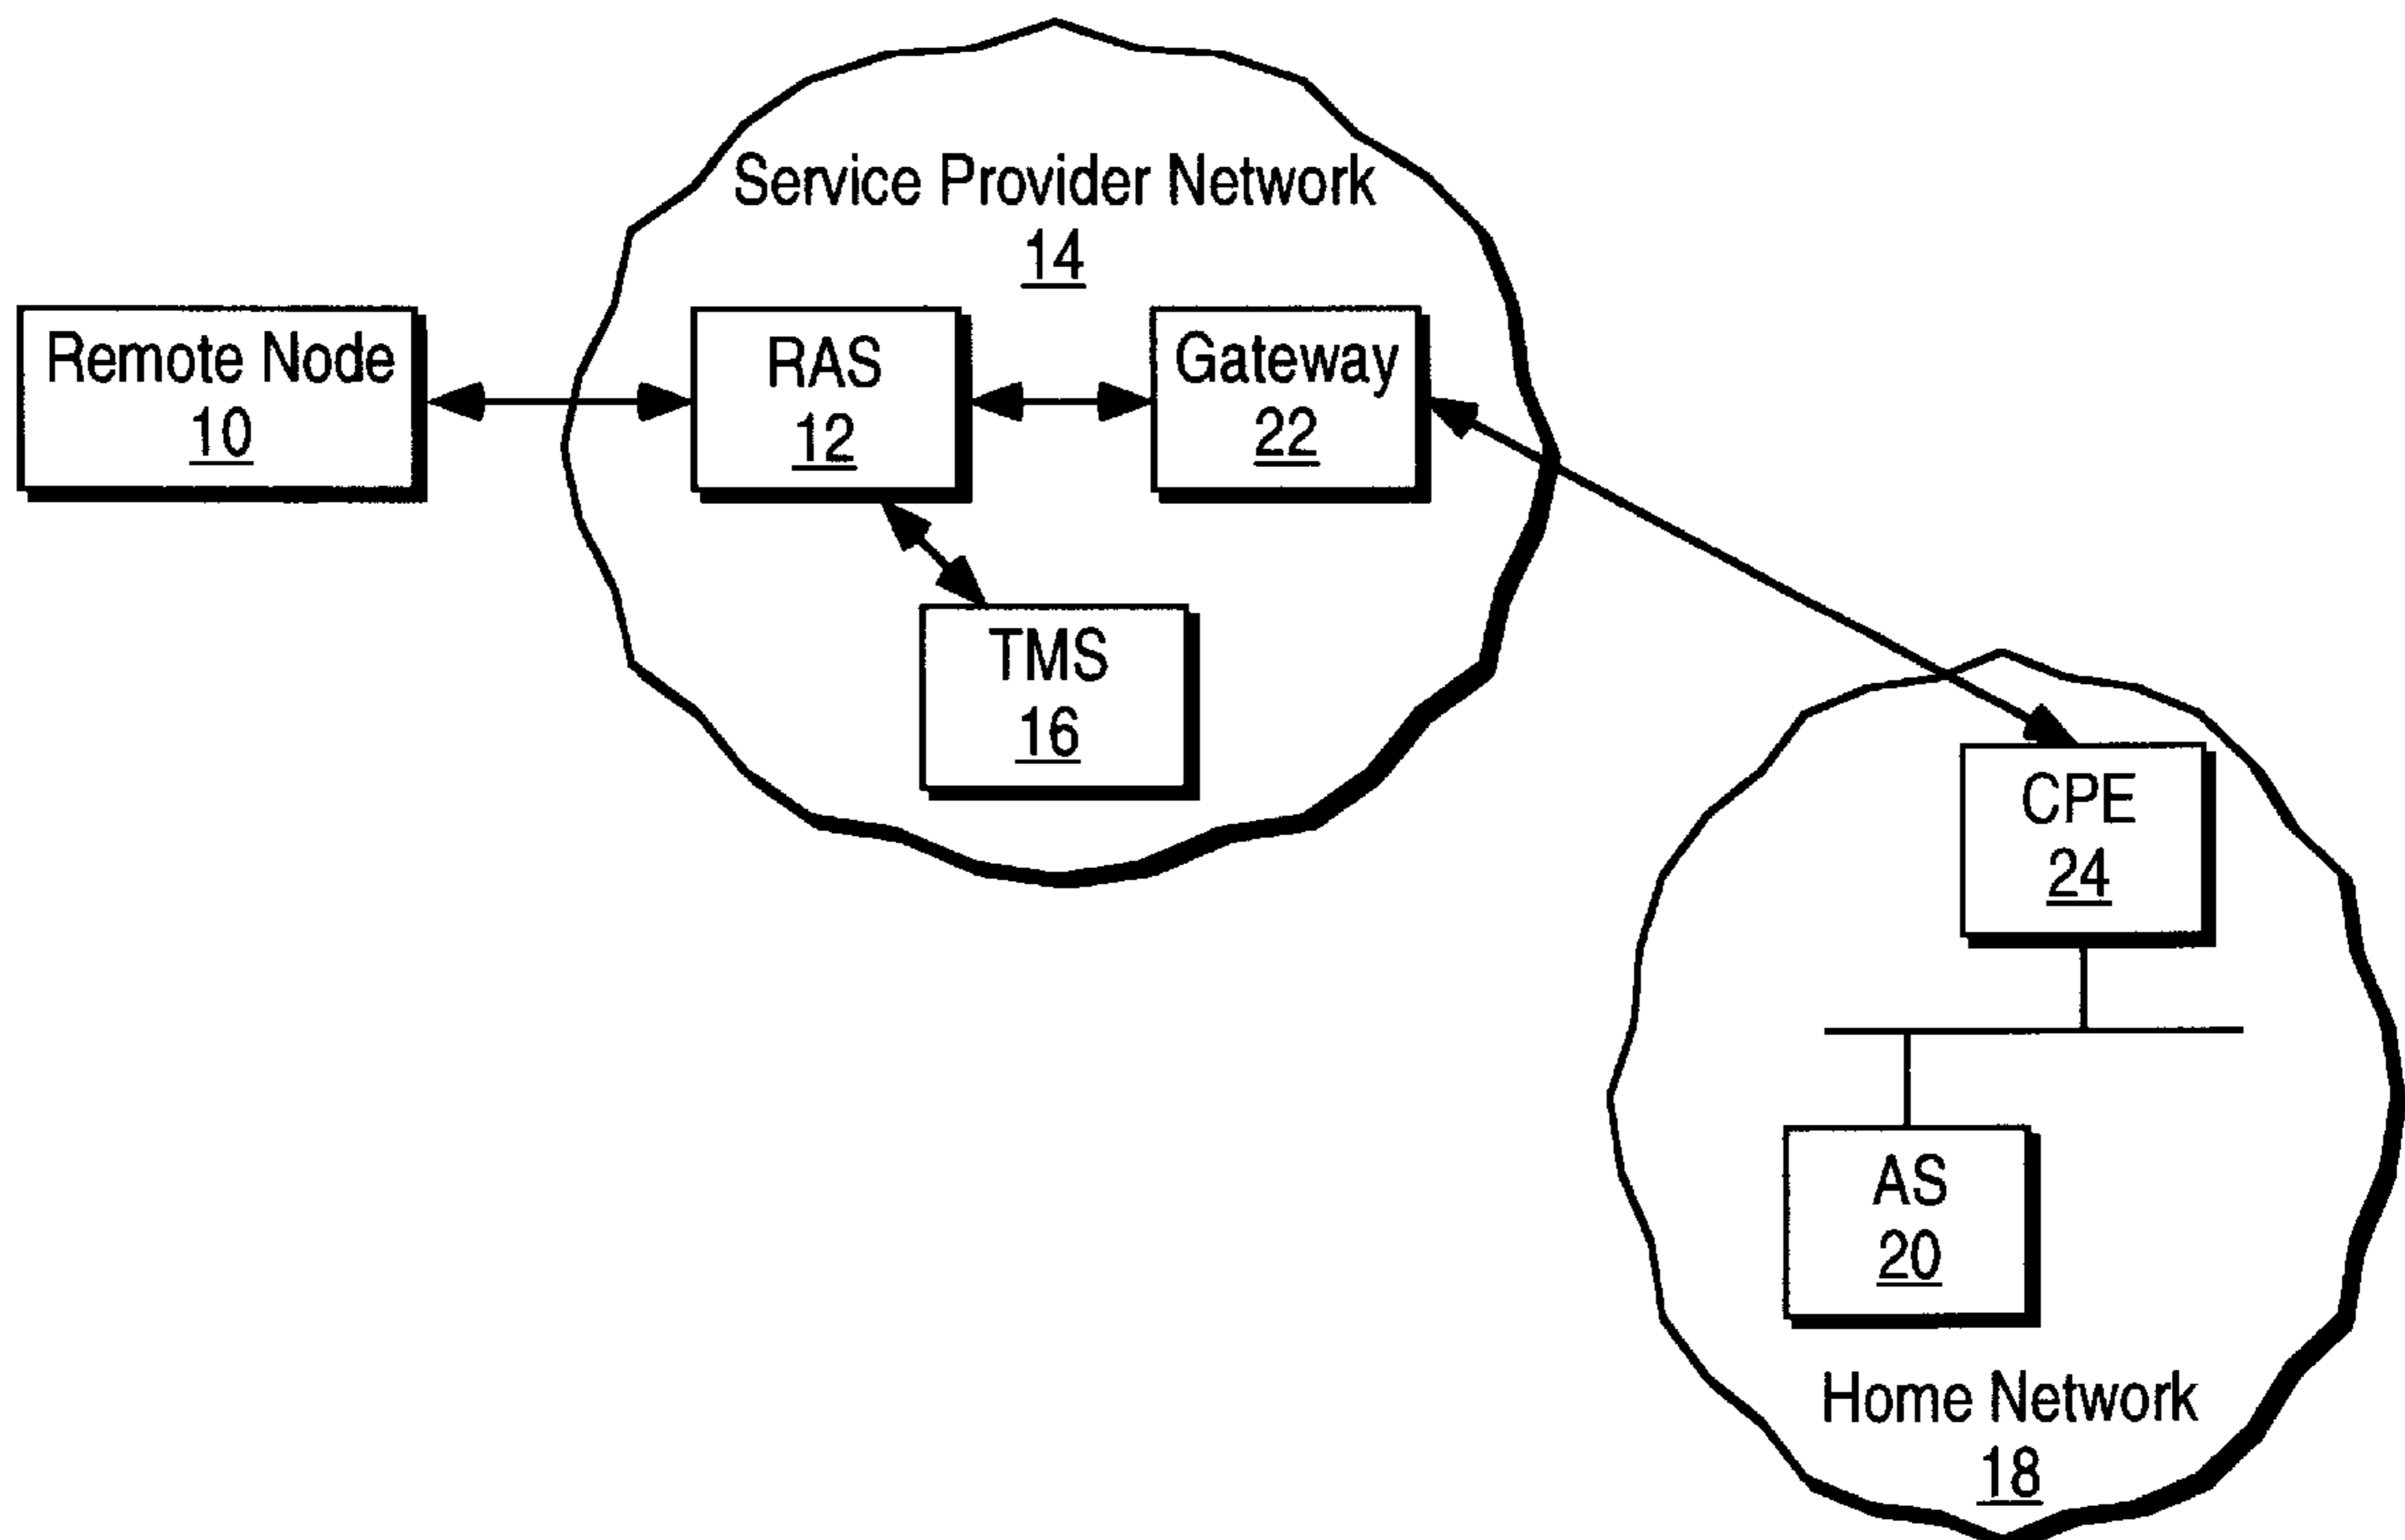 Service Provider Network
14
Remote Node
10
RAS
12
Gateway
22
TMS
16
CPE
24
AS
20
Home Network
18